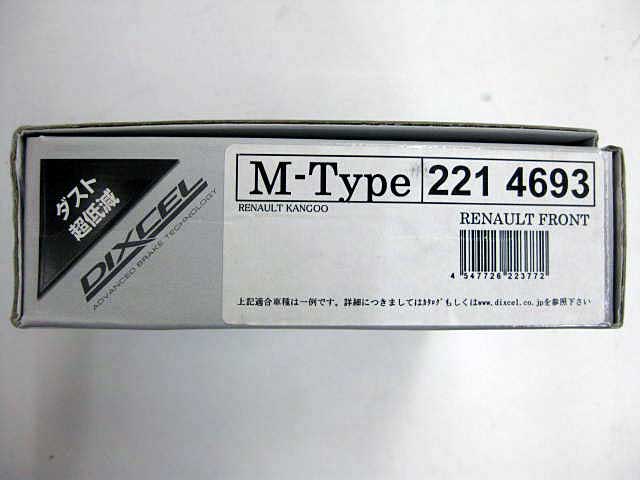 ダスト
超低減
DIXCEL
ADVANCED BRAKE TECHNOLOGY
M-Type 221 4693
RENAULT KANGOO
RENAULT FRONT
4 547726 223772
上記適合車種は一例です。詳細につきましてはｶﾀﾛｸﾞもしくはwww.dixcel.co.jpを参照下さい